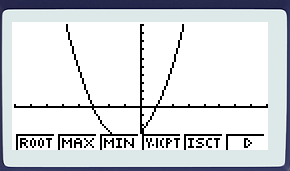 ROOT MAX MIN Y-ICPT ISCT ▷